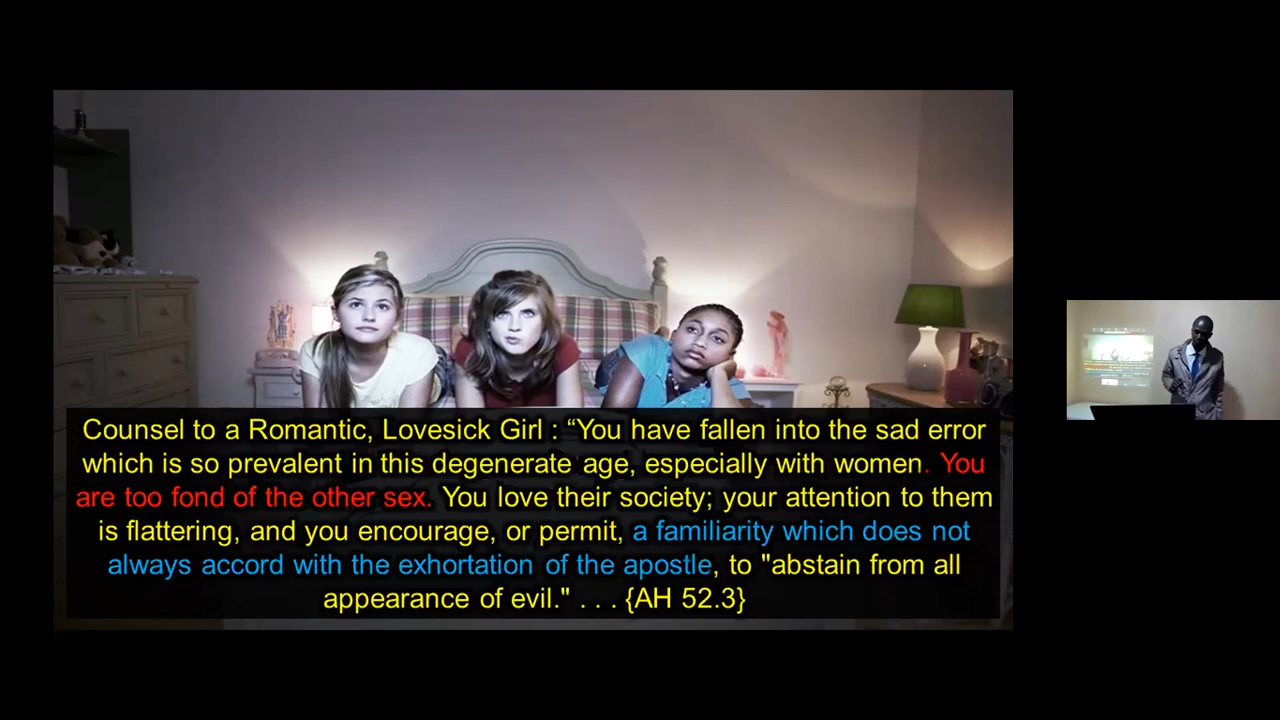 Counsel to a Romantic, Lovesick Girl : “You have fallen into the sad error
which is so prevalent in this degenerate age, especially with women. You
are too fond of the other sex. You love their society; your attention to them
is flattering, and you encourage, or permit, a familiarity which does not
always accord with the exhortation of the apostle, to "abstain from all
appearance of evil." . . . {AH 52.3}